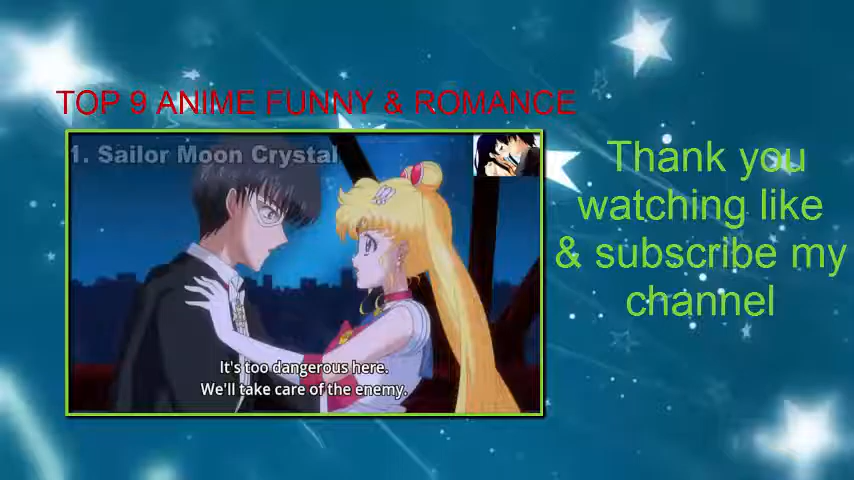 TOP 9 ANIME FUNNY & ROMANCE
1. Sailor Moon Crystal
Thank you
watching like
& subscribe my
channel
It's too dangerous here.
We'll take care of the enemy.